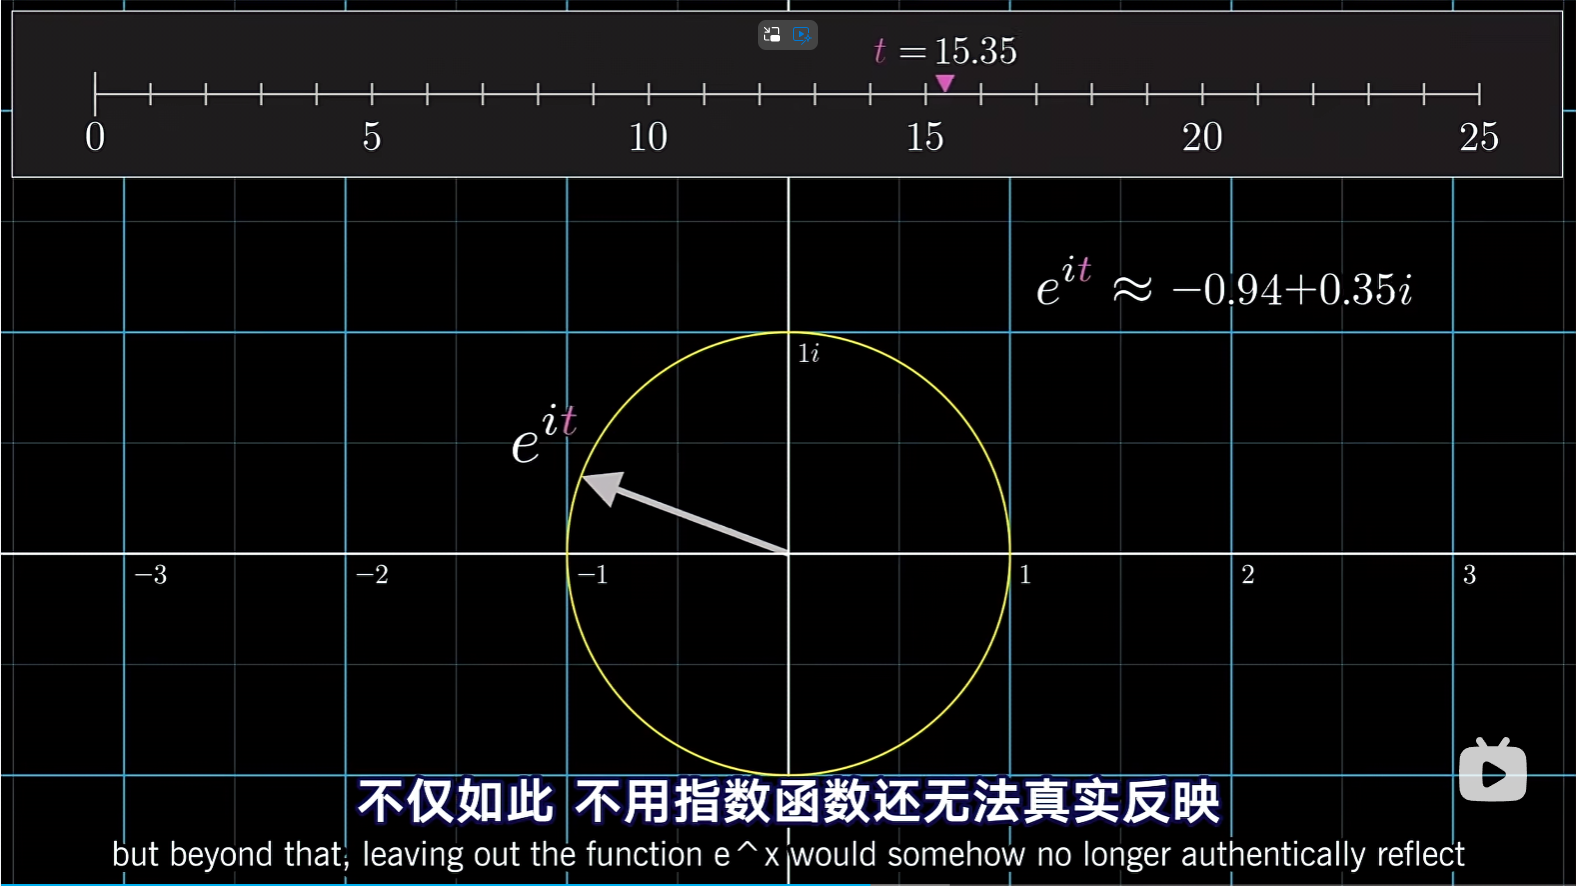 t = 15.35
0 5 10 15 20 25
e^{it} ≈ −0.94+0.35i
1i
e^{it}
−3 −2 −1 1 2 3
不仅如此 不用指数函数还无法真实反映
but beyond that, leaving out the function e^x would somehow no longer authentically reflect